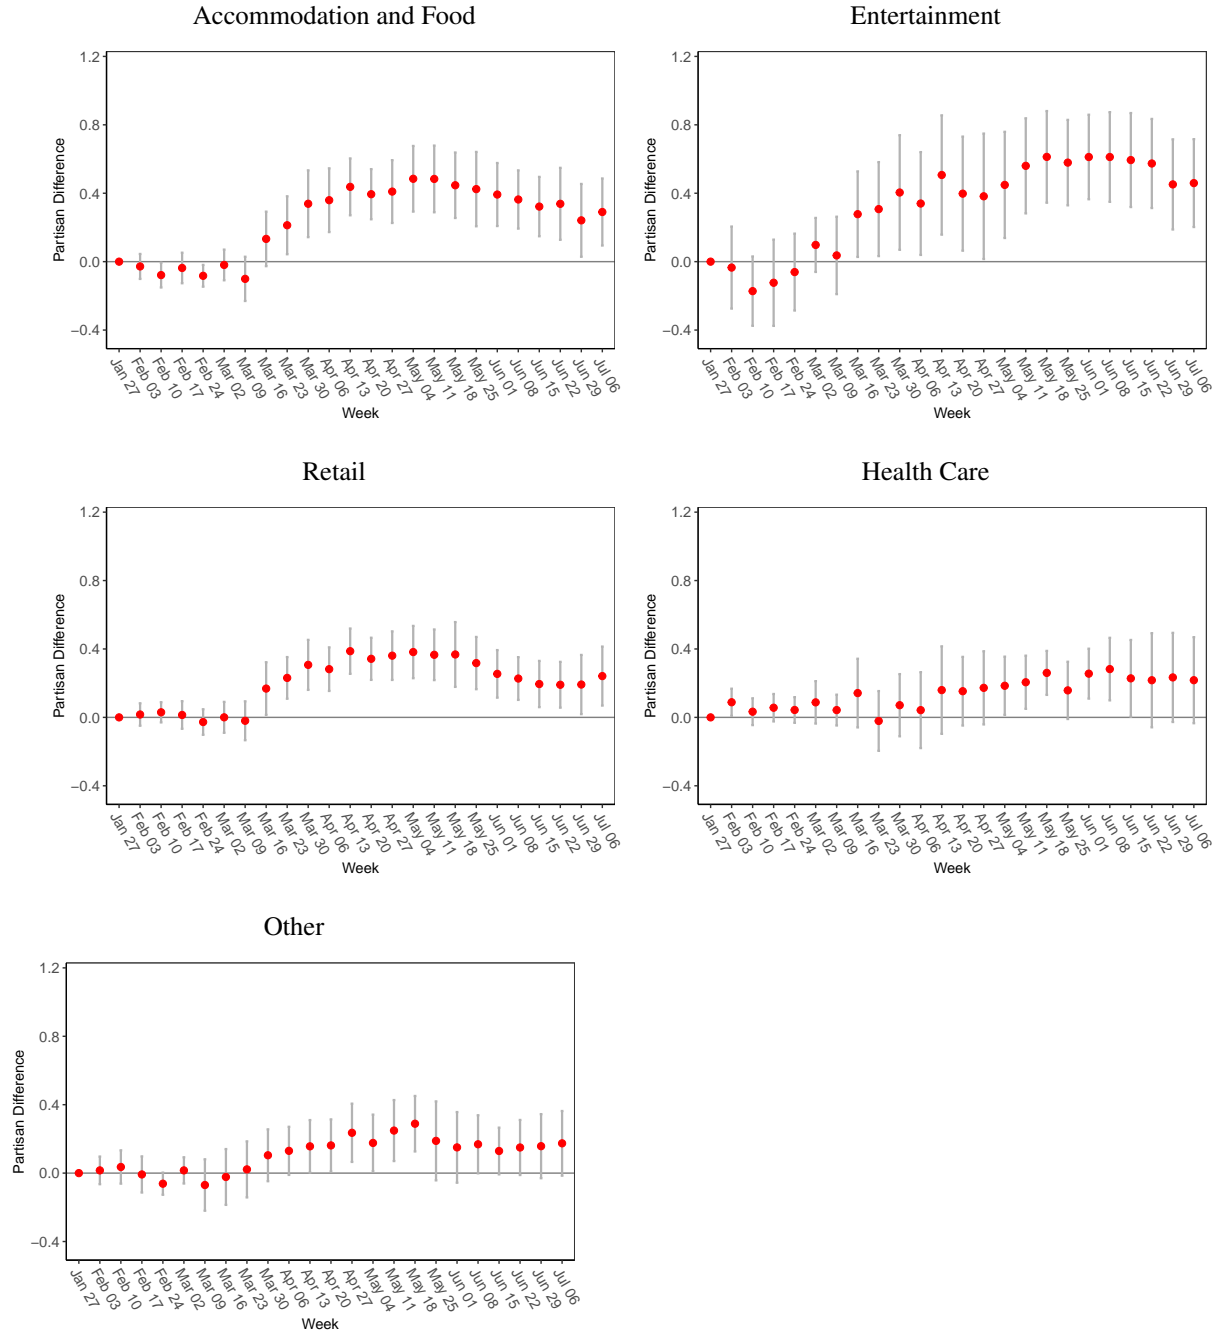 Accommodation and Food
Entertainment
1.2
0.8
0.4
0.0
−0.4
Partisan Difference
Jan 27
Feb 03
Feb 10
Feb 17
Feb 24
Mar 02
Mar 09
Mar 16
Mar 23
Mar 30
Apr 06
Apr 13
Apr 20
Apr 27
May 04
May 11
May 18
May 25
Jun 01
Jun 08
Jun 15
Jun 22
Jun 29
Jul 06
Week
1.2
0.8
0.4
0.0
−0.4
Partisan Difference
Jan 27
Feb 03
Feb 10
Feb 17
Feb 24
Mar 02
Mar 09
Mar 16
Mar 23
Mar 30
Apr 06
Apr 13
Apr 20
Apr 27
May 04
May 11
May 18
May 25
Jun 01
Jun 08
Jun 15
Jun 22
Jun 29
Jul 06
Week
Retail
Health Care
1.2
0.8
0.4
0.0
−0.4
Partisan Difference
Jan 27
Feb 03
Feb 10
Feb 17
Feb 24
Mar 02
Mar 09
Mar 16
Mar 23
Mar 30
Apr 06
Apr 13
Apr 20
Apr 27
May 04
May 11
May 18
May 25
Jun 01
Jun 08
Jun 15
Jun 22
Jun 29
Jul 06
Week
1.2
0.8
0.4
0.0
−0.4
Partisan Difference
Jan 27
Feb 03
Feb 10
Feb 17
Feb 24
Mar 02
Mar 09
Mar 16
Mar 23
Mar 30
Apr 06
Apr 13
Apr 20
Apr 27
May 04
May 11
May 18
May 25
Jun 01
Jun 08
Jun 15
Jun 22
Jun 29
Jul 06
Week
Other
1.2
0.8
0.4
0.0
−0.4
Partisan Difference
Jan 27
Feb 03
Feb 10
Feb 17
Feb 24
Mar 02
Mar 09
Mar 16
Mar 23
Mar 30
Apr 06
Apr 13
Apr 20
Apr 27
May 04
May 11
May 18
May 25
Jun 01
Jun 08
Jun 15
Jun 22
Jun 29
Jul 06
Week